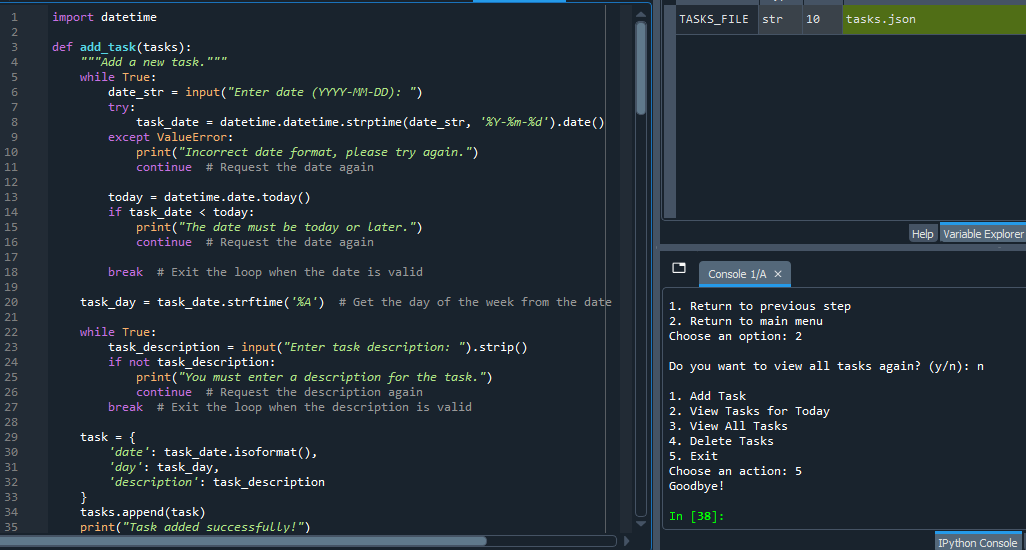 1 import datetime
2
3 def add_task(tasks):
4     """Add a new task."""
5     while True:
6         date_str = input("Enter date (YYYY-MM-DD): ")
7         try:
8             task_date = datetime.datetime.strptime(date_str, '%Y-%m-%d').date()
9         except ValueError:
10             print("Incorrect date format, please try again.")
11             continue  # Request the date again
12
13         today = datetime.date.today()
14         if task_date < today:
15             print("The date must be today or later.")
16             continue  # Request the date again
17
18         break  # Exit the loop when the date is valid
19
20     task_day = task_date.strftime('%A')  # Get the day of the week from the date
21
22     while True:
23         task_description = input("Enter task description: ").strip()
24         if not task_description:
25             print("You must enter a description for the task.")
26             continue  # Request the description again
27         break  # Exit the loop when the description is valid
28
29     task = {
30         'date': task_date.isoformat(),
31         'day': task_day,
32         'description': task_description
33     }
34     tasks.append(task)
35     print("Task added successfully!")
TASKS_FILE str 10 tasks.json
Help Variable Explorer
Console 1/A ×
1. Return to previous step
2. Return to main menu
Choose an option: 2
Do you want to view all tasks again? (y/n): n
1. Add Task
2. View Tasks for Today
3. View All Tasks
4. Delete Tasks
5. Exit
Choose an action: 5
Goodbye!
In [38]:
IPython Console